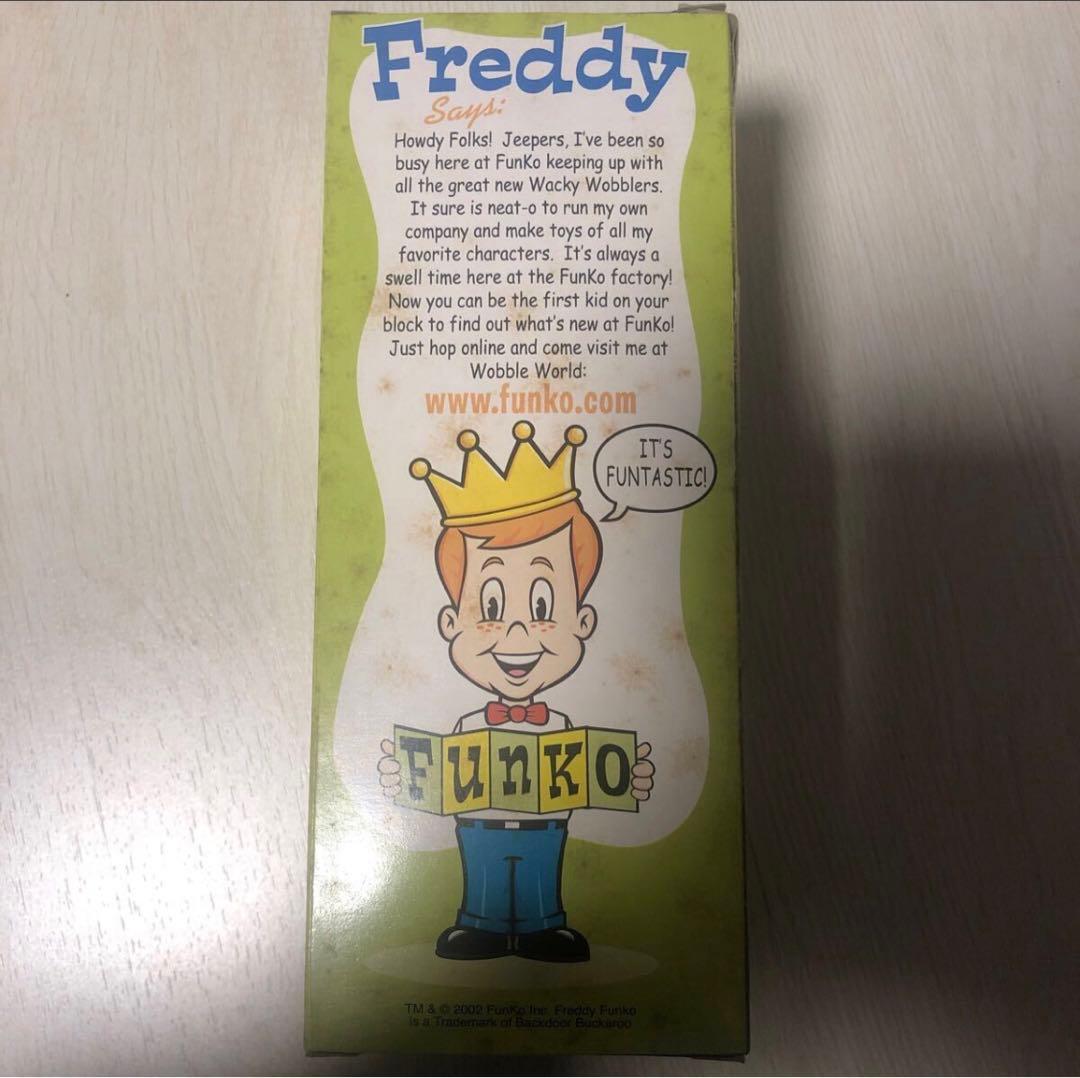 Freddy
Says:
Howdy Folks! Jeepers, I've been so
busy here at FunKo keeping up with
all the great new Wacky Wobblers.
It sure is neat-o to run my own
company and make toys of all my
favorite characters. It's always a
swell time here at the FunKo factory!
Now you can be the first kid on your
block to find out what's new at FunKo!
Just hop online and come visit me at
Wobble World:
www.funko.com
IT'S
FUNTASTIC!
FunKo
TM & © 2002 FunKo Inc. Freddy Funko
is a Trademark of Backdoor Buckaroo